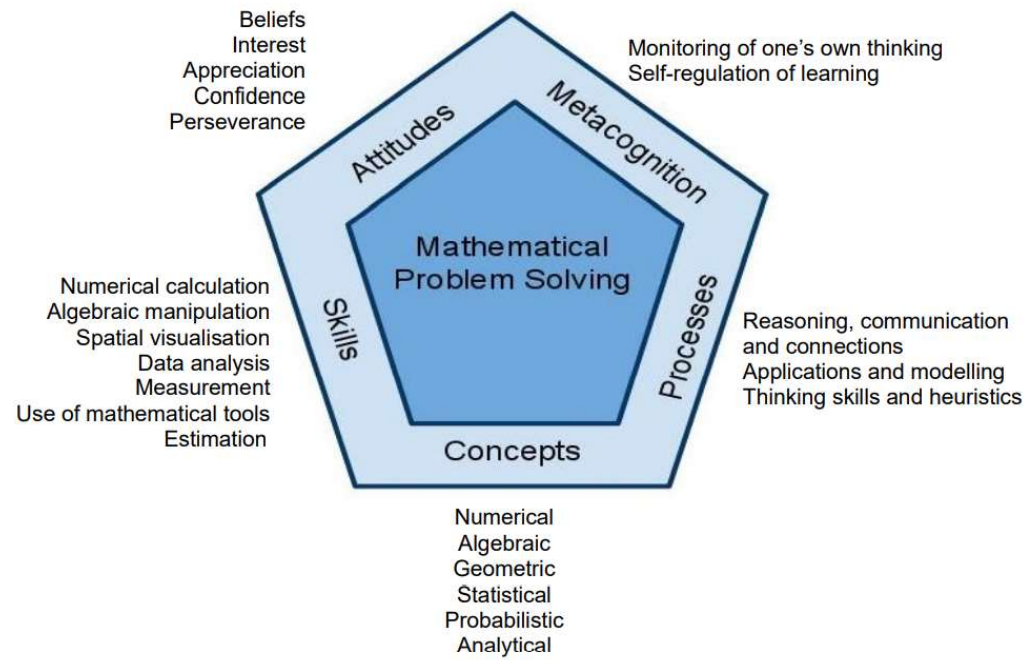 Beliefs
Interest
Appreciation
Confidence
Perseverance
Monitoring of one’s own thinking
Self-regulation of learning
Attitudes
Metacognition
Mathematical
Problem Solving
Numerical calculation
Algebraic manipulation
Spatial visualisation
Data analysis
Measurement
Use of mathematical tools
Estimation
Skills
Processes
Reasoning, communication
and connections
Applications and modelling
Thinking skills and heuristics
Concepts
Numerical
Algebraic
Geometric
Statistical
Probabilistic
Analytical